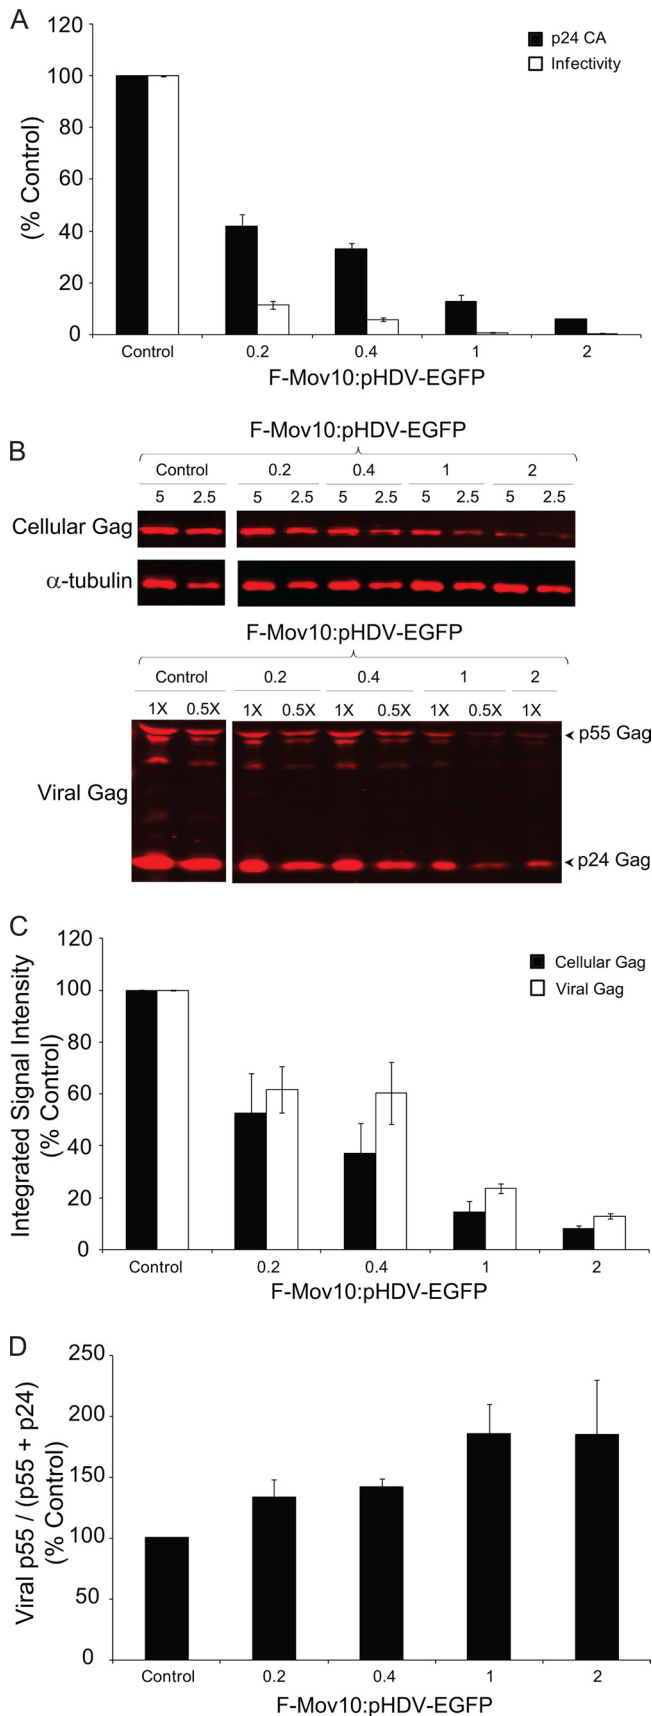 A
120
100
80
60
40
20
0
(% Control)
p24 CA
Infectivity
Control 0.2 0.4 1 2
F-Mov10:pHDV-EGFP
B
F-Mov10:pHDV-EGFP
Control 0.2 0.4 1 2
5 2.5 5 2.5 5 2.5 5 2.5 5 2.5
Cellular Gag
α-tubulin
F-Mov10:pHDV-EGFP
Control 0.2 0.4 1 2
1X 0.5X 1X 0.5X 1X 0.5X 1X 0.5X 1X
p55 Gag
Viral Gag
p24 Gag
C
120
100
80
60
40
20
0
Integrated Signal Intensity
(% Control)
Cellular Gag
Viral Gag
Control 0.2 0.4 1 2
F-Mov10:pHDV-EGFP
D
250
200
150
100
50
0
Viral p55 / (p55 + p24)
(% Control)
Control 0.2 0.4 1 2
F-Mov10:pHDV-EGFP